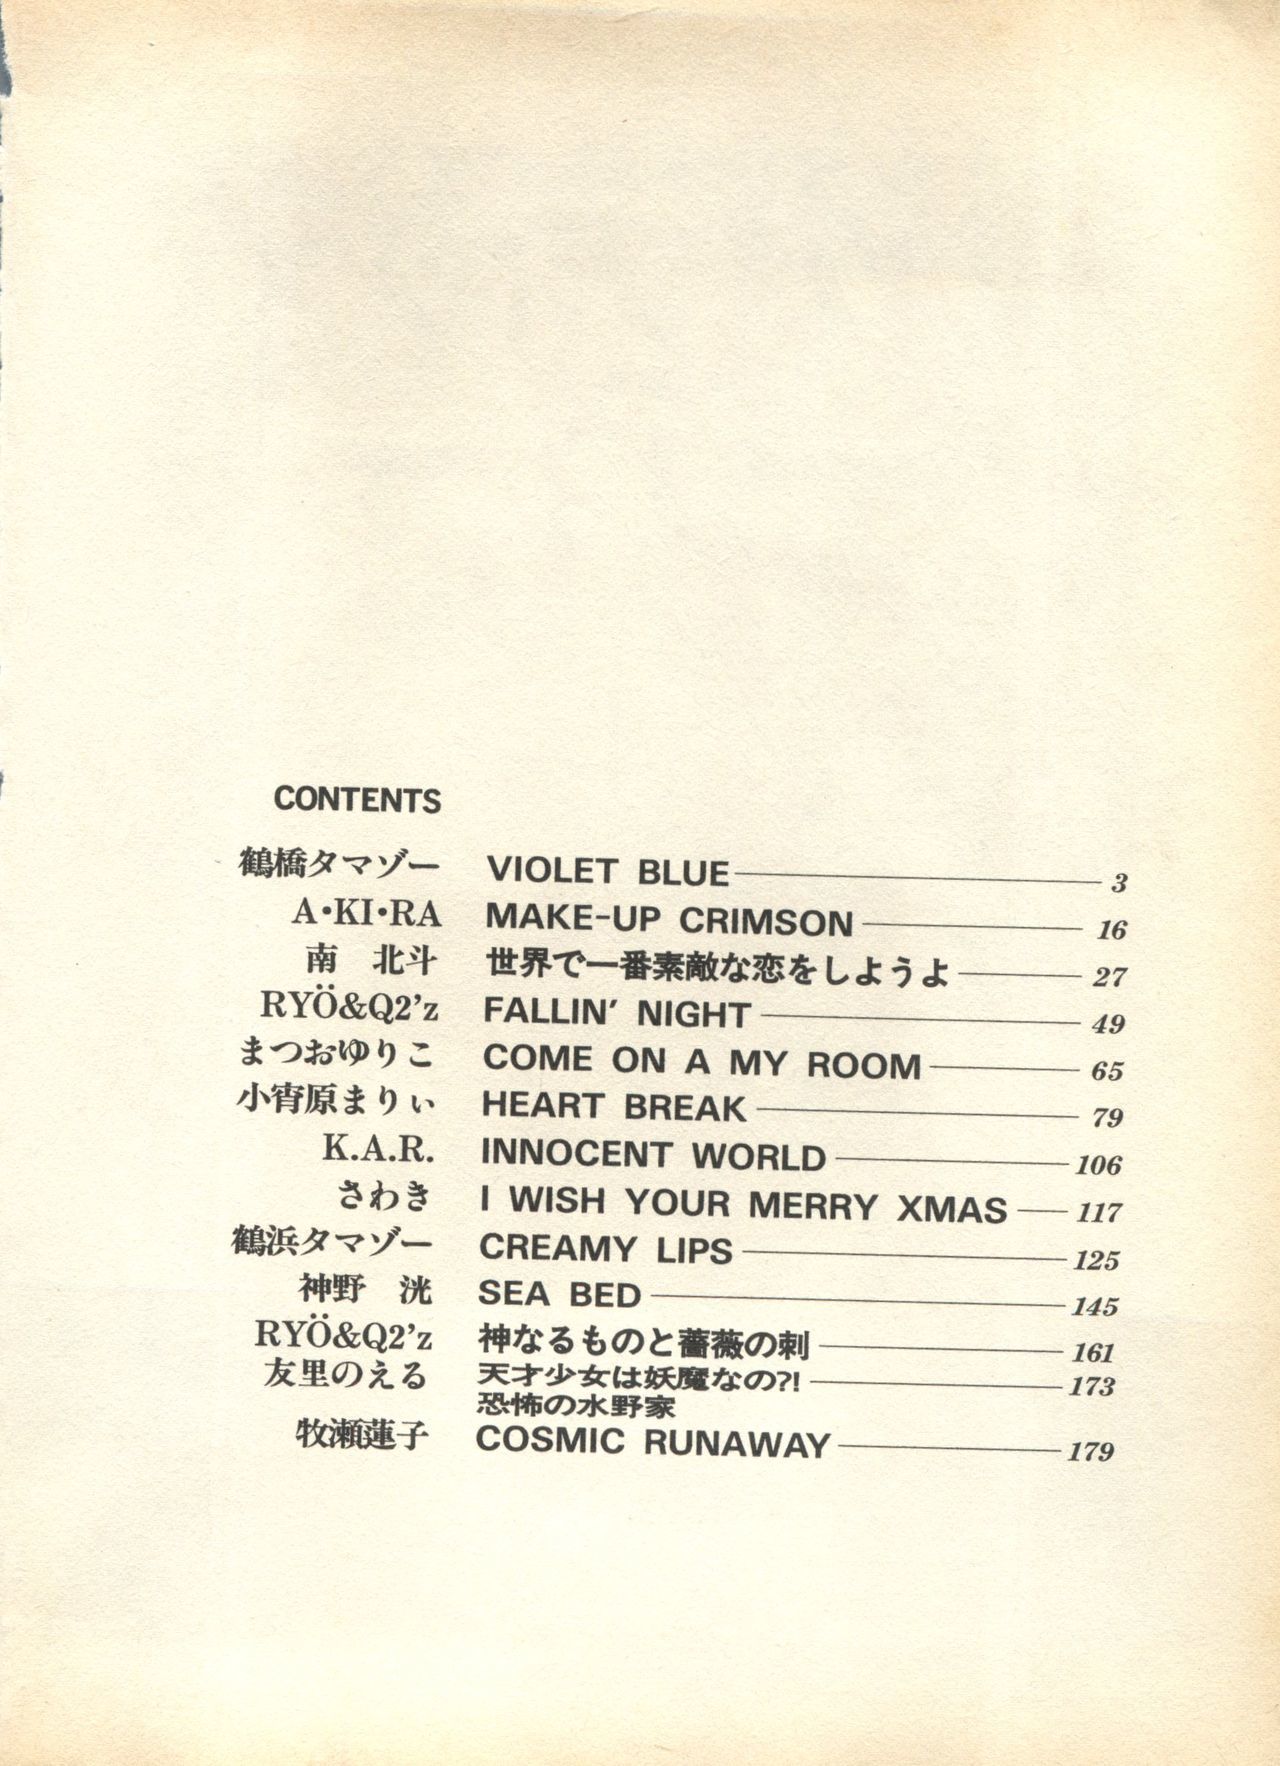 CONTENTS
鶴橋タマゾー VIOLET BLUE 3
A・KI・RA MAKE-UP CRIMSON 16
南 北斗 世界で一番素敵な恋をしようよ 27
RYÖ&Q2'z FALLIN' NIGHT 49
まつおゆりこ COME ON A MY ROOM 65
小宵原まりぃ HEART BREAK 79
K.A.R. INNOCENT WORLD 106
さわき I WISH YOUR MERRY XMAS 117
鶴浜タマゾー CREAMY LIPS 125
神野 洸 SEA BED 145
RYÖ&Q2'z 神なるものと薔薇の刺 161
友里のえる 天才少女は妖魔なの?! 173
恐怖の水野家
牧瀬蓮子 COSMIC RUNAWAY 179